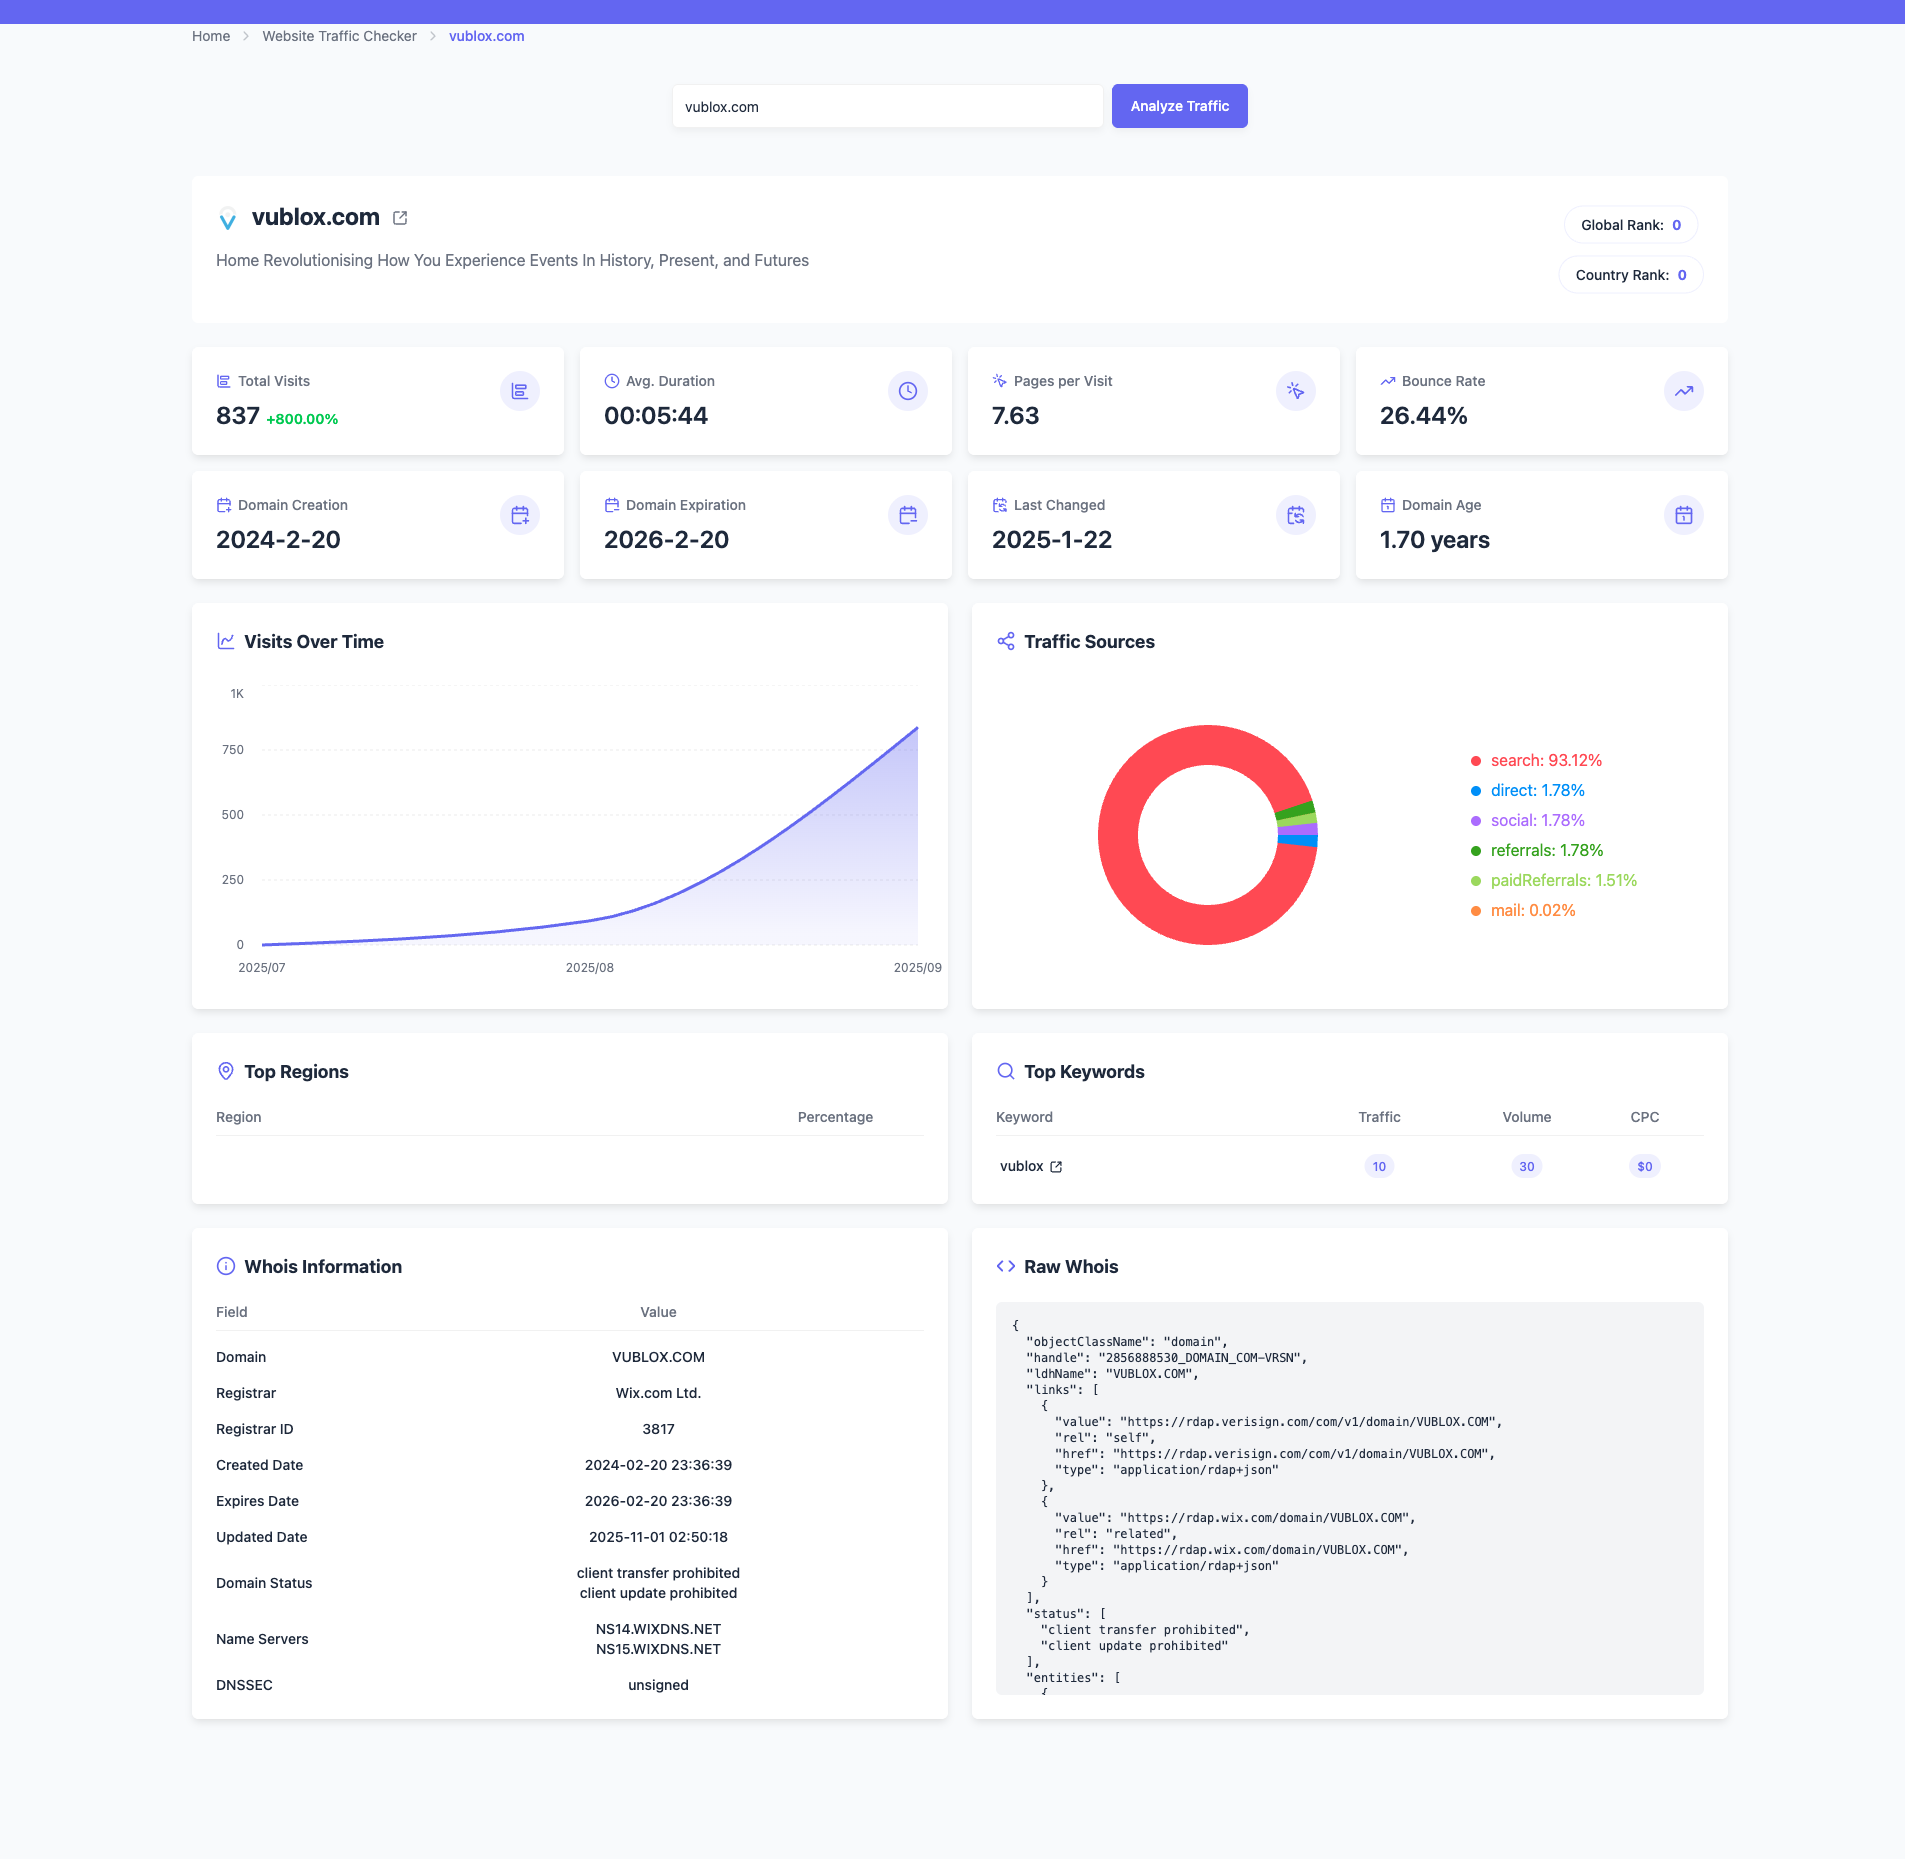 Home > Website Traffic Checker > vublox.com
vublox.com
Analyze Traffic
vublox.com
Home Revolutionising How You Experience Events In History, Present, and Futures
Global Rank: 0
Country Rank: 0
Total Visits
837 +800.00%
Avg. Duration
00:05:44
Pages per Visit
7.63
Bounce Rate
26.44%
Domain Creation
2024-2-20
Domain Expiration
2026-2-20
Last Changed
2025-1-22
Domain Age
1.70 years
Visits Over Time
1K
750
500
250
0
2025/07 2025/08 2025/09
Traffic Sources
search: 93.12%
direct: 1.78%
social: 1.78%
referrals: 1.78%
paidReferrals: 1.51%
mail: 0.02%
Top Regions
Region Percentage
Top Keywords
Keyword Traffic Volume CPC
vublox 10 30 $0
Whois Information
Field Value
Domain VUBLOX.COM
Registrar Wix.com Ltd.
Registrar ID 3817
Created Date 2024-02-20 23:36:39
Expires Date 2026-02-20 23:36:39
Updated Date 2025-11-01 02:50:18
Domain Status client transfer prohibited
client update prohibited
Name Servers NS14.WIXDNS.NET
NS15.WIXDNS.NET
DNSSEC unsigned
Raw Whois
{
"objectClassName": "domain",
"handle": "2856888530_DOMAIN_COM-VRSN",
"ldhName": "VUBLOX.COM",
"links": [
{
"value": "https://rdap.verisign.com/com/v1/domain/VUBLOX.COM",
"rel": "self",
"href": "https://rdap.verisign.com/com/v1/domain/VUBLOX.COM",
"type": "application/rdap+json"
},
{
"value": "https://rdap.wix.com/domain/VUBLOX.COM",
"rel": "related",
"href": "https://rdap.wix.com/domain/VUBLOX.COM",
"type": "application/rdap+json"
}
],
"status": [
"client transfer prohibited",
"client update prohibited"
],
"entities": [
{